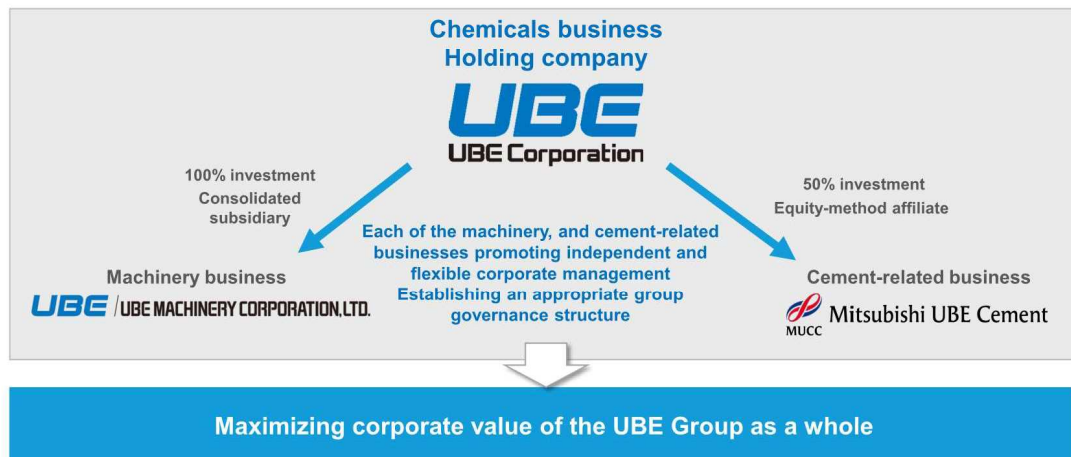 Chemicals business
Holding company
UBE
UBE Corporation
100% investment
Consolidated
subsidiary
50% investment
Equity-method affiliate
Each of the machinery, and cement-related
businesses promoting independent and
flexible corporate management
Establishing an appropriate group
governance structure
Machinery business
UBE / UBE MACHINERY CORPORATION,LTD.
Cement-related business
MUCC
Mitsubishi UBE Cement
Maximizing corporate value of the UBE Group as a whole